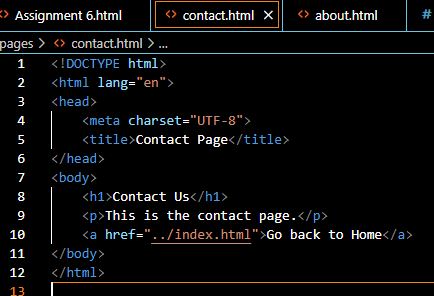 Assignment 6.html contact.html about.html #
pages > contact.html > ...
1 <!DOCTYPE html>
2 <html lang="en">
3 <head>
4 <meta charset="UTF-8">
5 <title>Contact Page</title>
6 </head>
7 <body>
8 <h1>Contact Us</h1>
9 <p>This is the contact page.</p>
10 <a href="../index.html">Go back to Home</a>
11 </body>
12 </html>
13